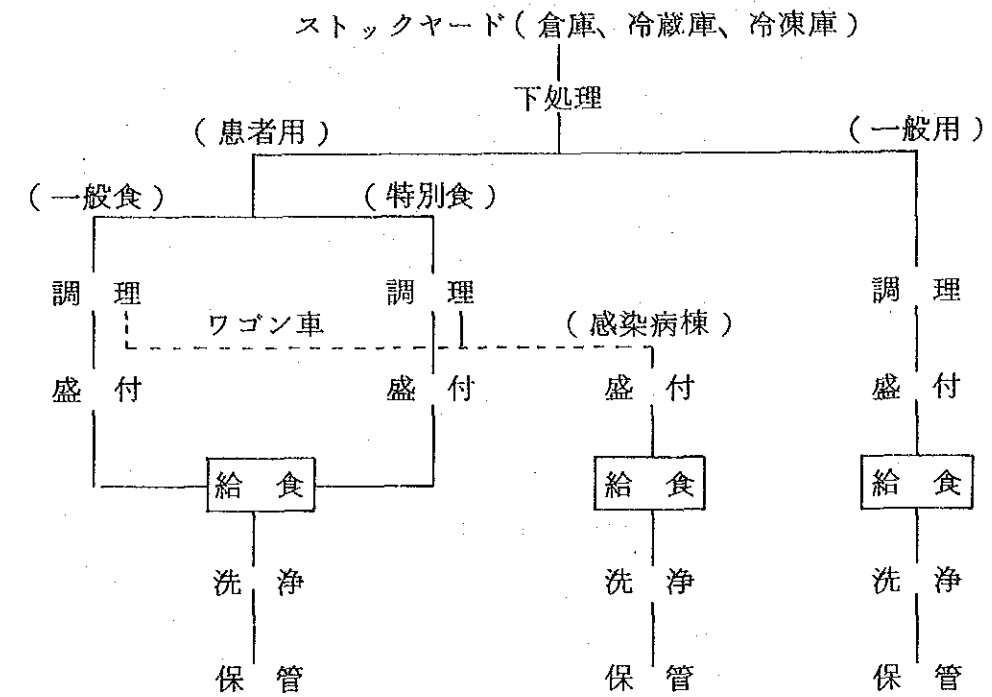 ストックヤード(倉庫、冷蔵庫、冷凍庫)
下処理
(患者用)
(一般用)
(一般食)
(特別食)
調理
調理
調理
ワゴン車
(感染病棟)
盛付
盛付
盛付
盛付
給食
給食
給食
洗浄
洗浄
洗浄
保管
保管
保管